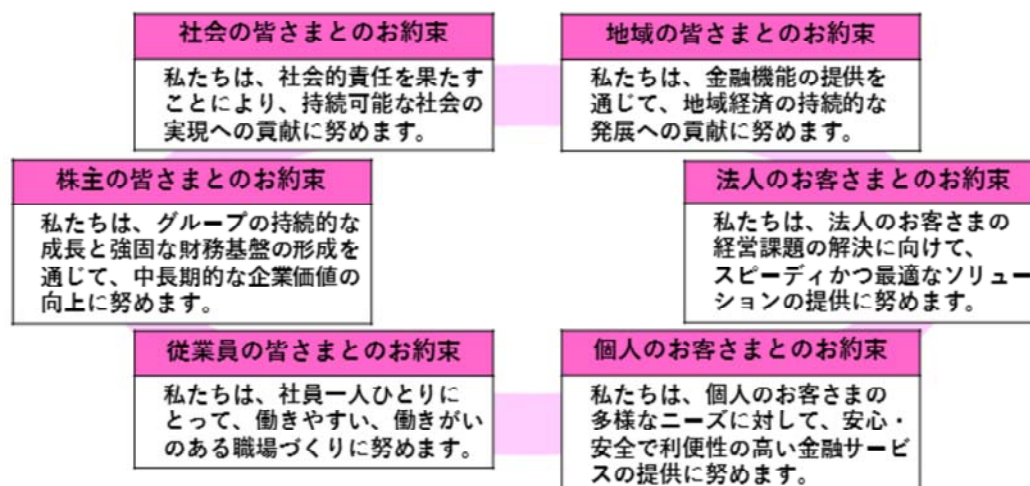 社会の皆さまとのお約束
私たちは、社会的責任を果たす
ことにより、持続可能な社会の
実現への貢献に努めます。
地域の皆さまとのお約束
私たちは、金融機能の提供を
通じて、地域経済の持続的な
発展への貢献に努めます。
株主の皆さまとのお約束
私たちは、グループの持続的な
成長と強固な財務基盤の形成を
通じて、中長期的な企業価値の
向上に努めます。
法人のお客さまとのお約束
私たちは、法人のお客さまの
経営課題の解決に向けて、
スピーディかつ最適なソリュー
ションの提供に努めます。
従業員の皆さまとのお約束
私たちは、社員一人ひとりに
とって、働きやすい、働きがい
のある職場づくりに努めます。
個人のお客さまとのお約束
私たちは、個人のお客さまの
多様なニーズに対して、安心・
安全で利便性の高い金融サービ
スの提供に努めます。